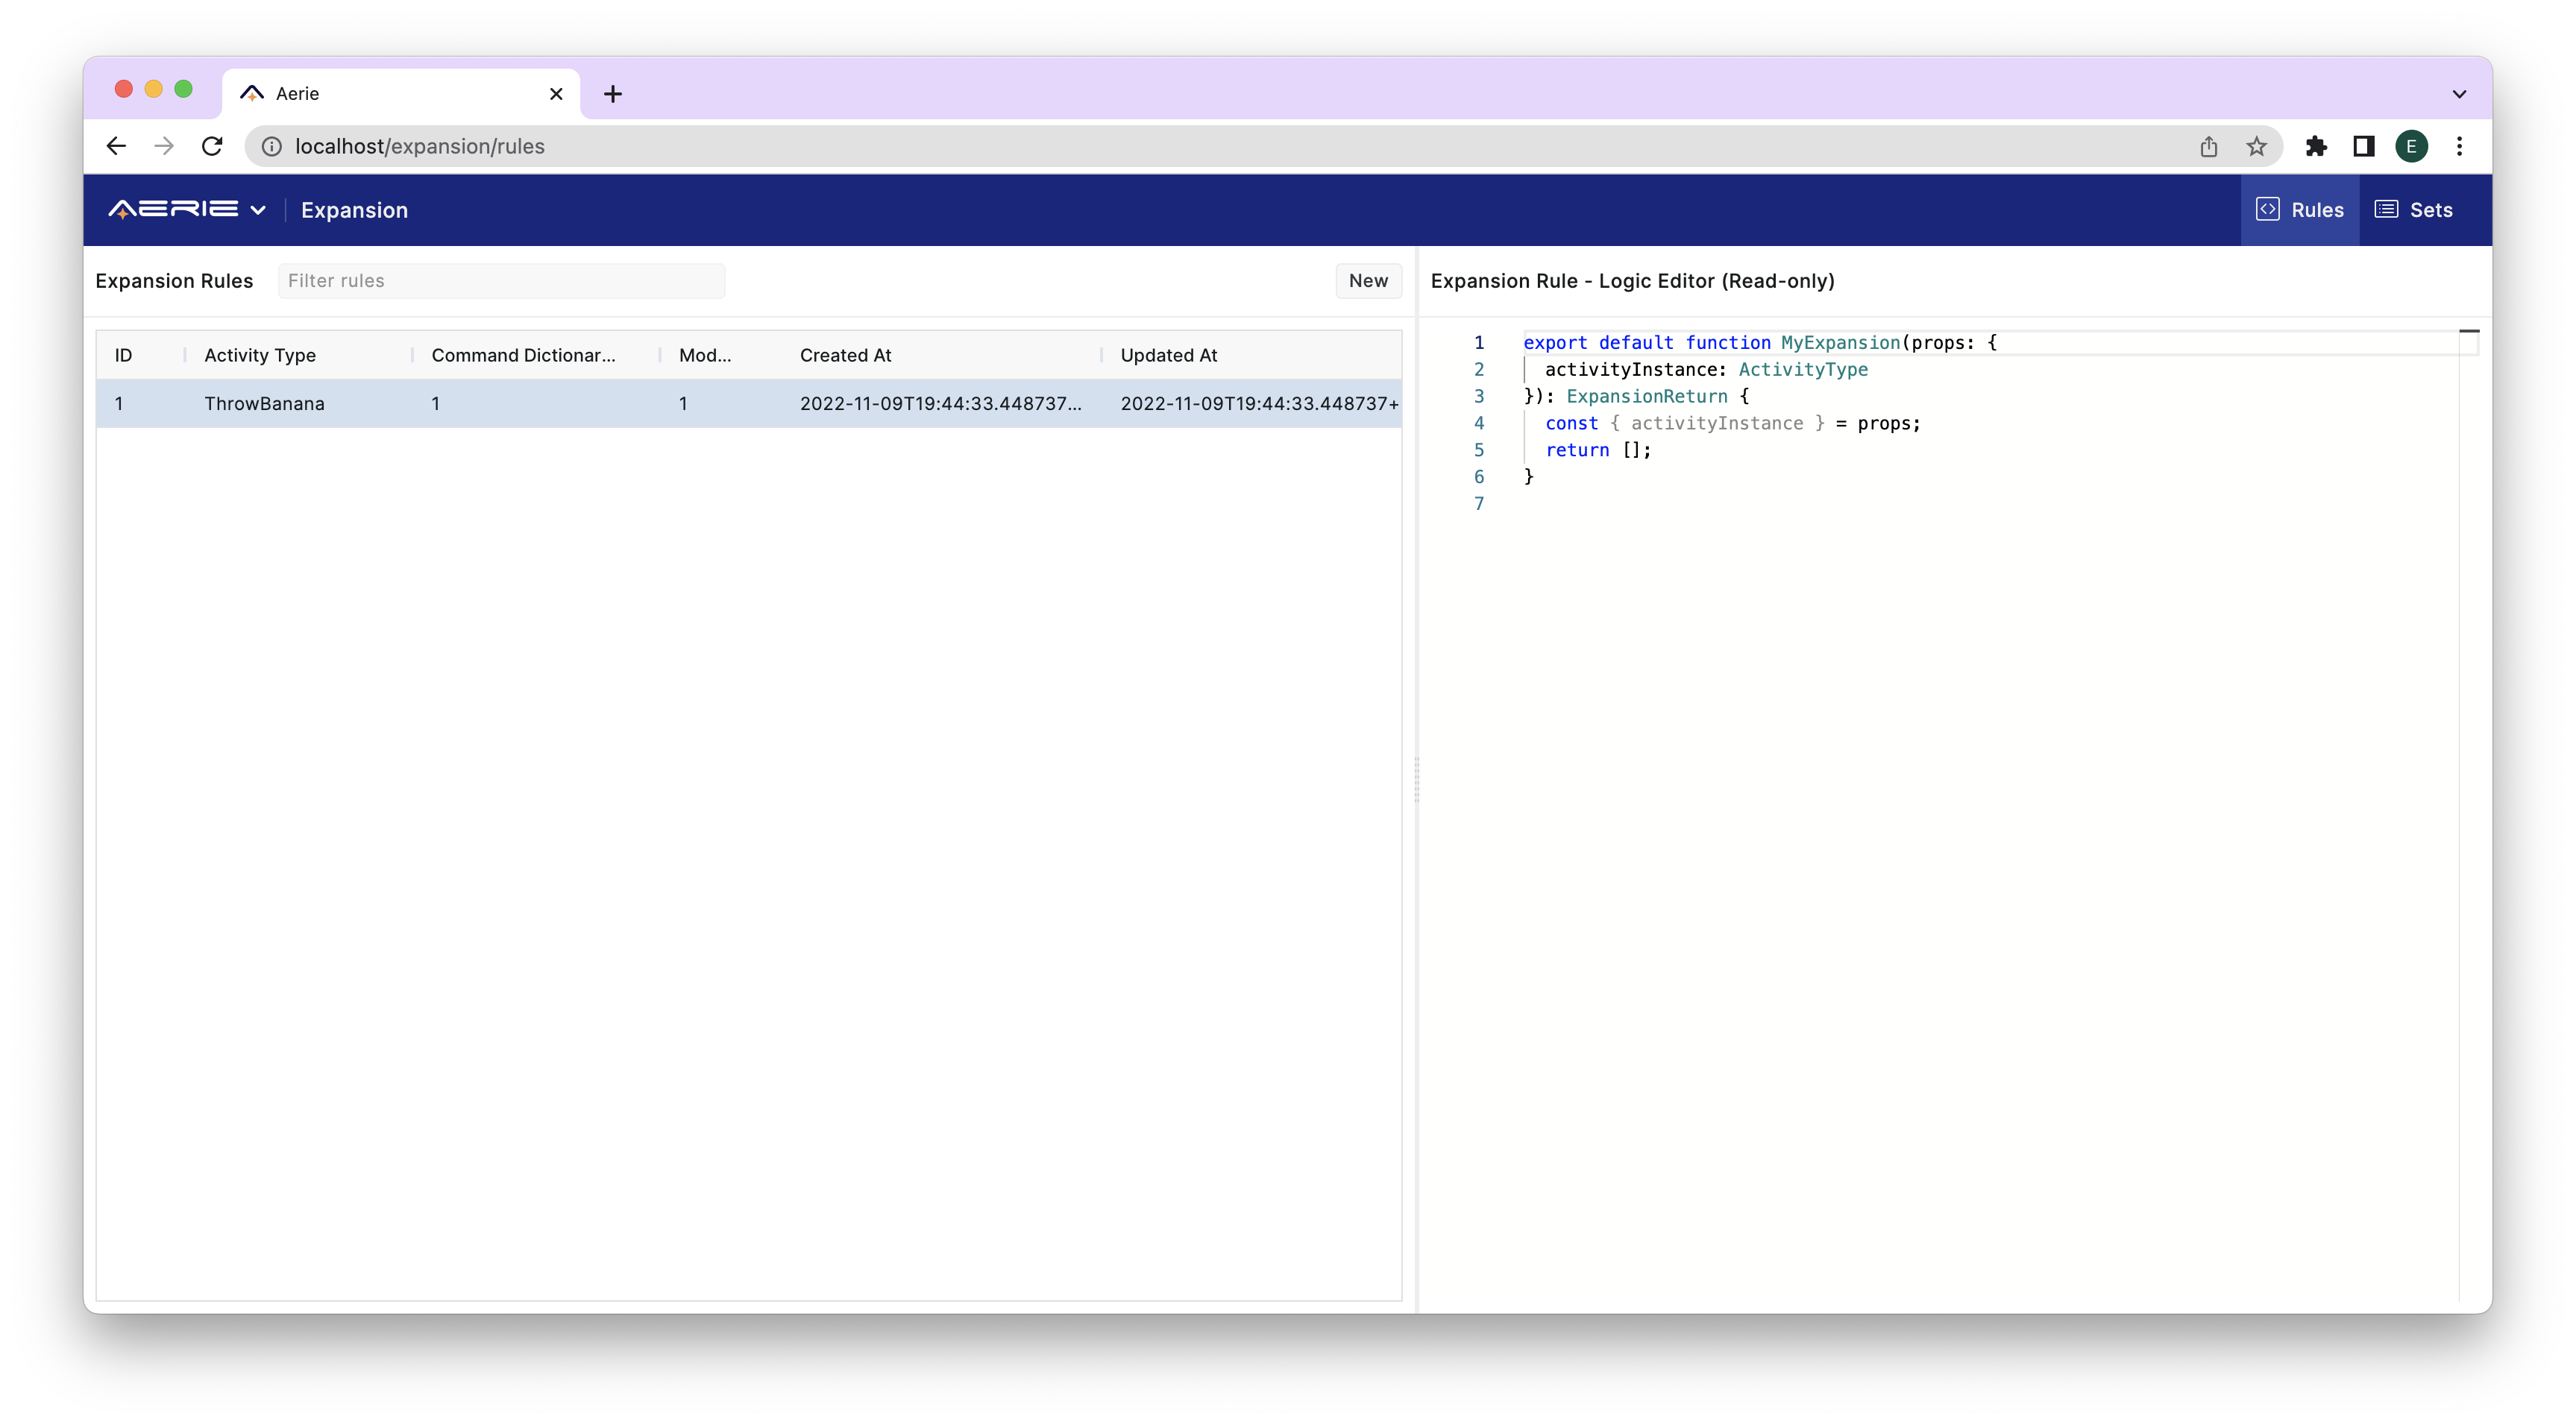 Aerie
localhost/expansion/rules
E
AERIE
Expansion
Rules
Sets
Expansion Rules
Filter rules
New
ID
Activity Type
Command Dictionar...
Mod...
Created At
Updated At
1
ThrowBanana
1
1
2022-11-09T19:44:33.448737...
2022-11-09T19:44:33.448737+
Expansion Rule - Logic Editor (Read-only)
1 export default function MyExpansion(props: {
2   activityInstance: ActivityType
3 }): ExpansionReturn {
4   const { activityInstance } = props;
5   return [];
6 }
7